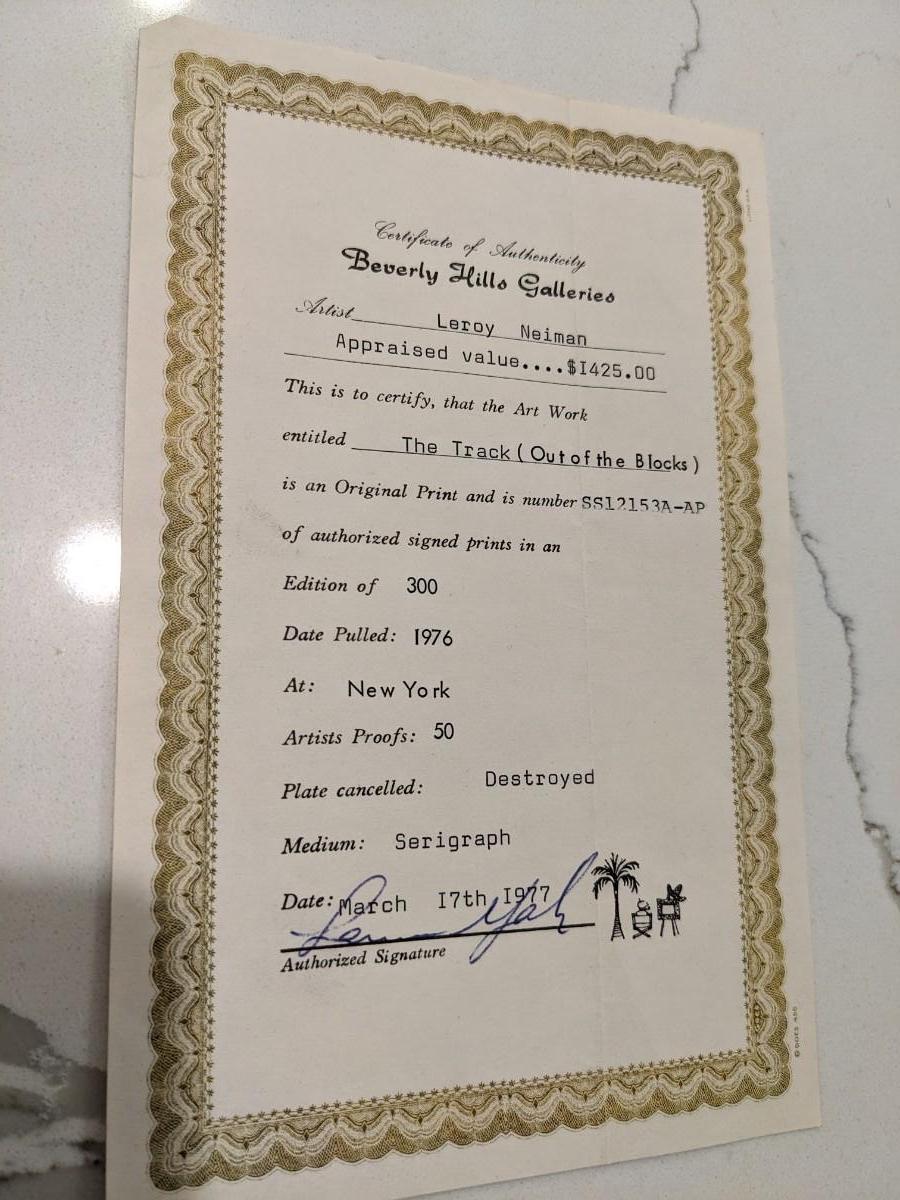 Certificate of Authenticity
Beverly Hills Galleries
Artist Leroy Neiman
Appraised value....$I425.00
This is to certify, that the Art Work
entitled The Track ( Out of the Blocks )
is an Original Print and is number SS12153A-AP
of authorized signed prints in an
Edition of 300
Date Pulled: 1976
At: New York
Artists Proofs: 50
Plate cancelled: Destroyed
Medium: Serigraph
Date: March I7th I977
Authorized Signature